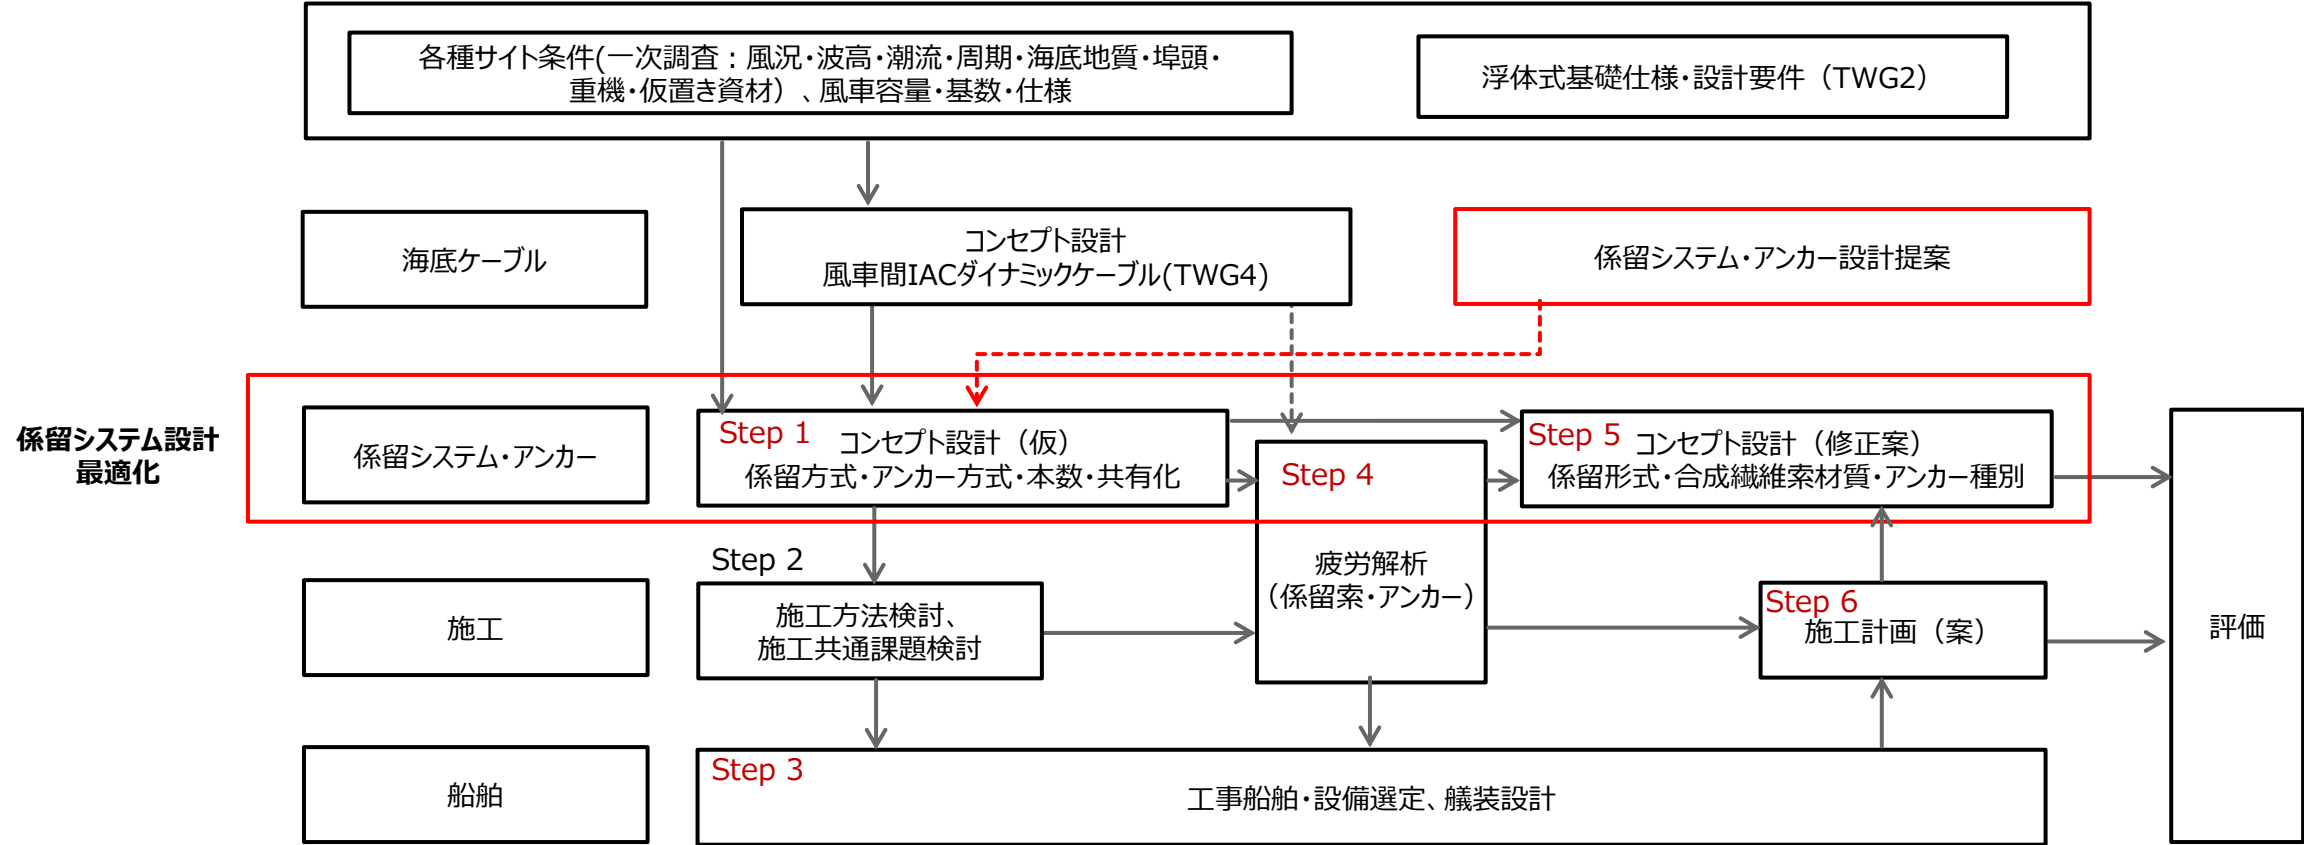 各種サイト条件(一次調査：風況・波高・潮流・周期・海底地質・埠頭・
重機・仮置き資材）、風車容量・基数・仕様
浮体式基礎仕様・設計要件（TWG2）
海底ケーブル
コンセプト設計
風車間IACダイナミックケーブル(TWG4)
係留システム・アンカー設計提案
係留システム設計
最適化
係留システム・アンカー
Step 1
コンセプト設計（仮）
係留方式・アンカー方式・本数・共有化
Step 4
疲労解析
（係留索・アンカー）
Step 5
コンセプト設計（修正案）
係留形式・合成繊維索材質・アンカー種別
Step 2
施工
施工方法検討、
施工共通課題検討
Step 6
施工計画（案）
評価
船舶
Step 3
工事船舶・設備選定、艤装設計